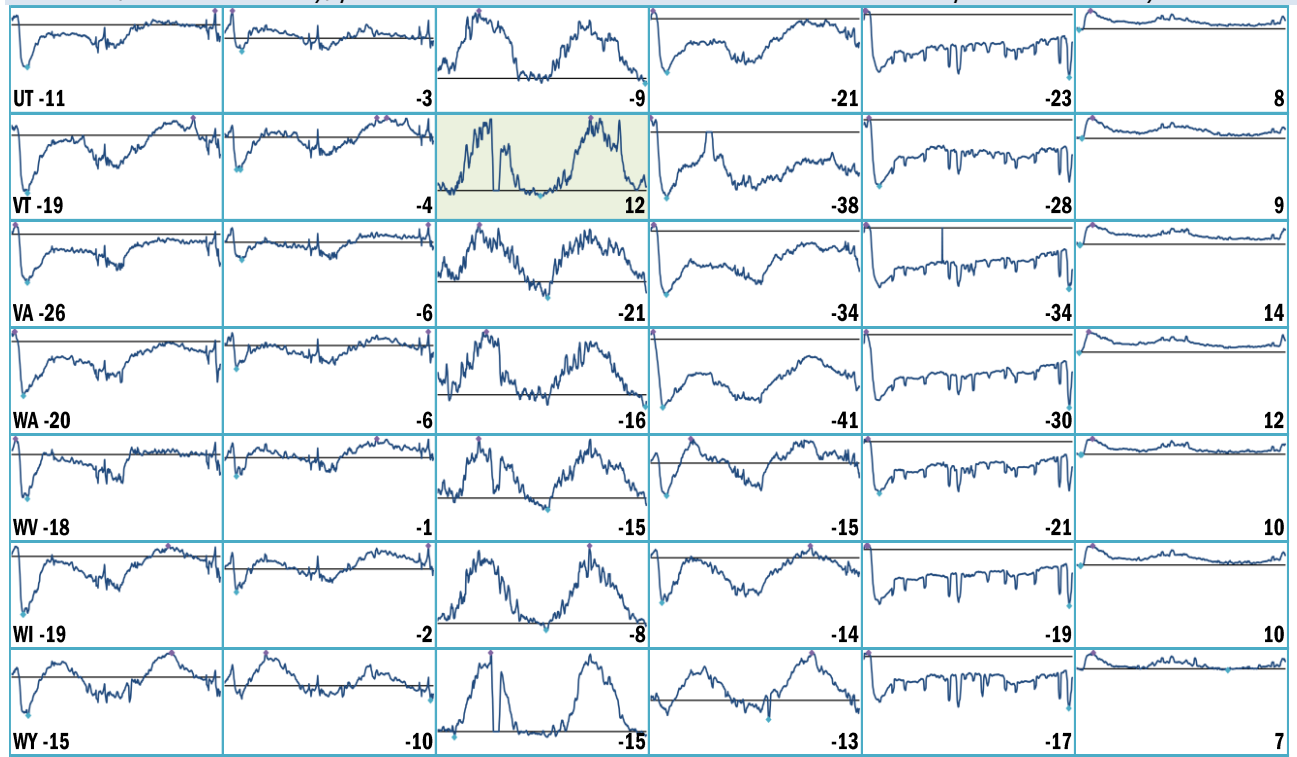 UT -11 -3 -9 -21 -23 8
VT -19 -4 12 -38 -28 9
VA -26 -6 -21 -34 -34 14
WA -20 -6 -16 -41 -30 12
WV -18 -1 -15 -15 -21 10
WI -19 -2 -8 -14 -19 10
WY -15 -10 -15 -13 -17 7